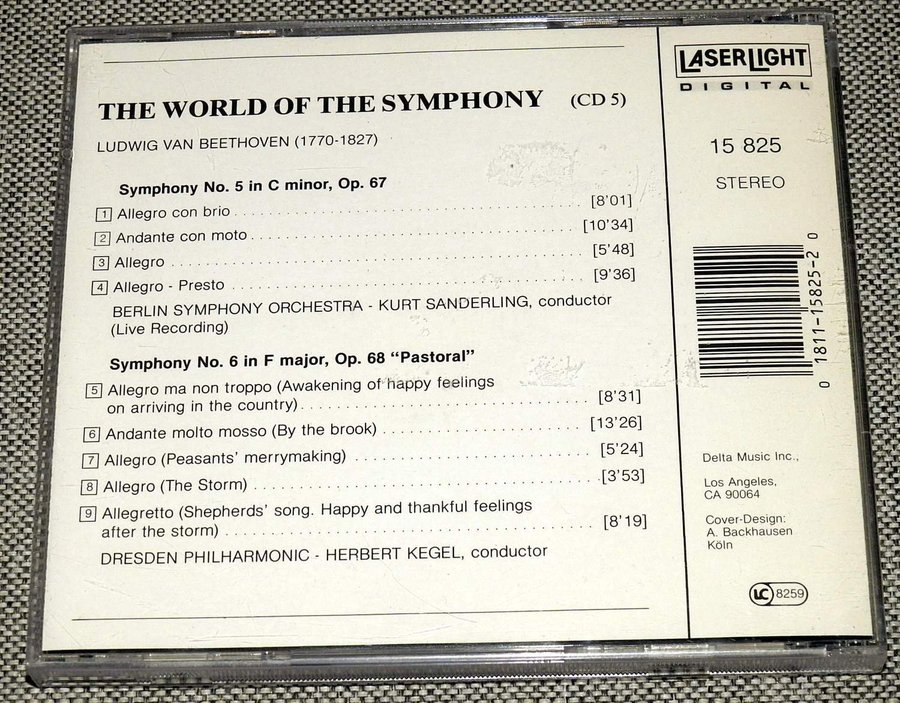 THE WORLD OF THE SYMPHONY (CD 5)
LUDWIG VAN BEETHOVEN (1770-1827)
Symphony No. 5 in C minor, Op. 67
1 Allegro con brio [8'01]
2 Andante con moto [10'34]
3 Allegro [5'48]
4 Allegro - Presto [9'36]
BERLIN SYMPHONY ORCHESTRA - KURT SANDERLING, conductor
(Live Recording)
Symphony No. 6 in F major, Op. 68 “Pastoral”
5 Allegro ma non troppo (Awakening of happy feelings
on arriving in the country) [8'31]
6 Andante molto mosso (By the brook) [13'26]
7 Allegro (Peasants' merrymaking) [5'24]
8 Allegro (The Storm) [3'53]
9 Allegretto (Shepherds' song. Happy and thankful feelings
after the storm) [8'19]
DRESDEN PHILHARMONIC - HERBERT KEGEL, conductor
LASERLIGHT
DIGITAL
15 825
STEREO
0 1811-15825-2 0
Delta Music Inc.,
Los Angeles,
CA 90064
Cover-Design:
A. Backhausen
Köln
LC 8259